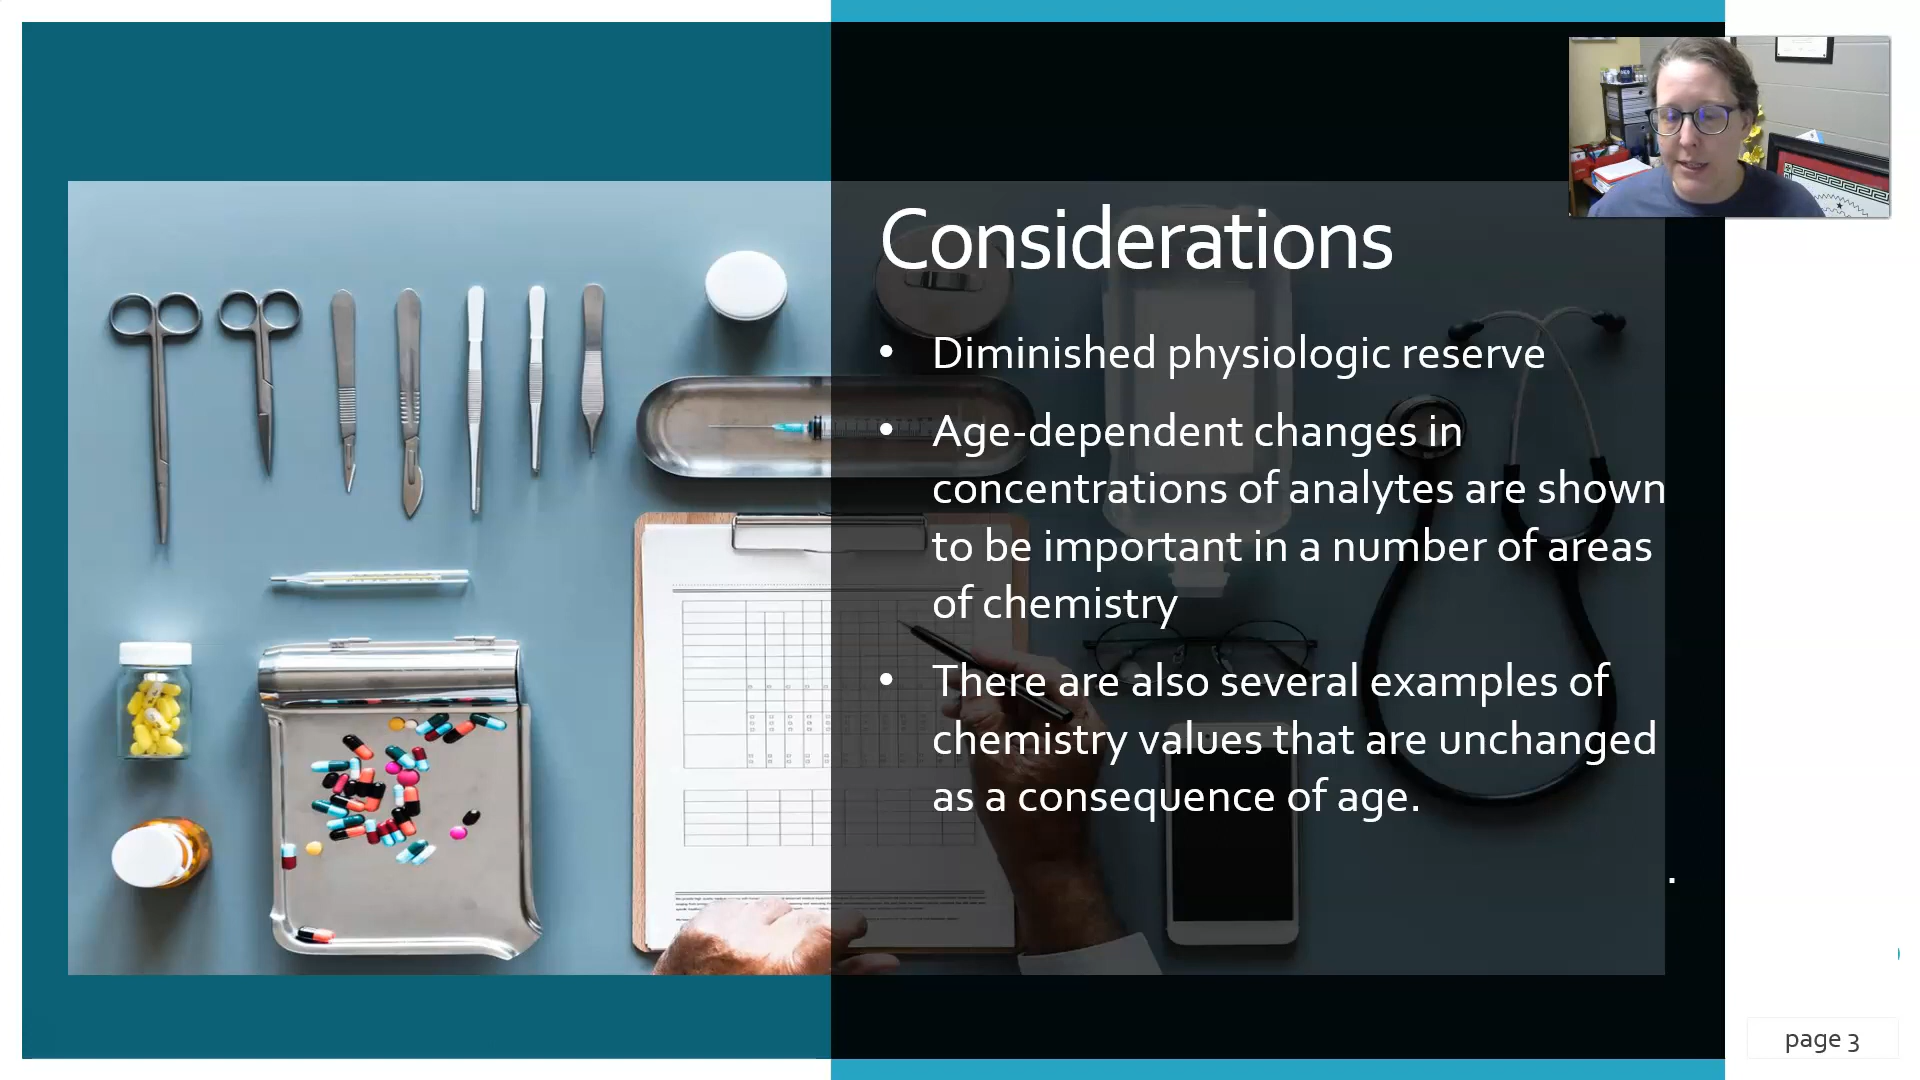 Considerations
• Diminished physiologic reserve
• Age-dependent changes in
concentrations of analytes are shown
to be important in a number of areas
of chemistry
• There are also several examples of
chemistry values that are unchanged
as a consequence of age.
.
page 3